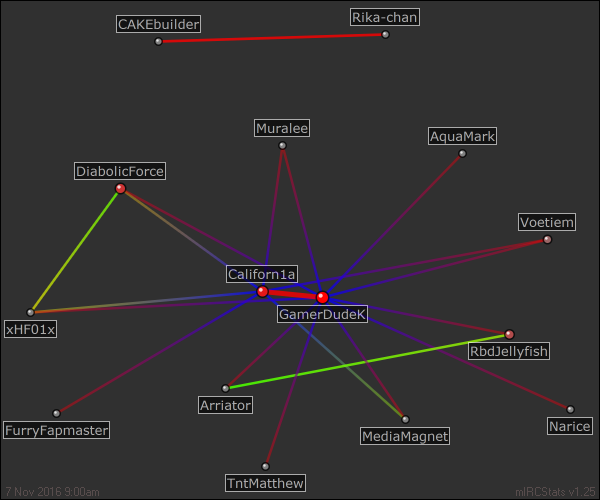 CAKEbuilder
Rika-chan
Muralee
AquaMark
DiabolicForce
Voetiem
Californ1a
GamerDudeK
xHF01x
RbdJellyfish
Arriator
FurryFapmaster
MediaMagnet
Narice
TntMatthew
7 Nov 2016 9:00am
mIRCStats v1.25